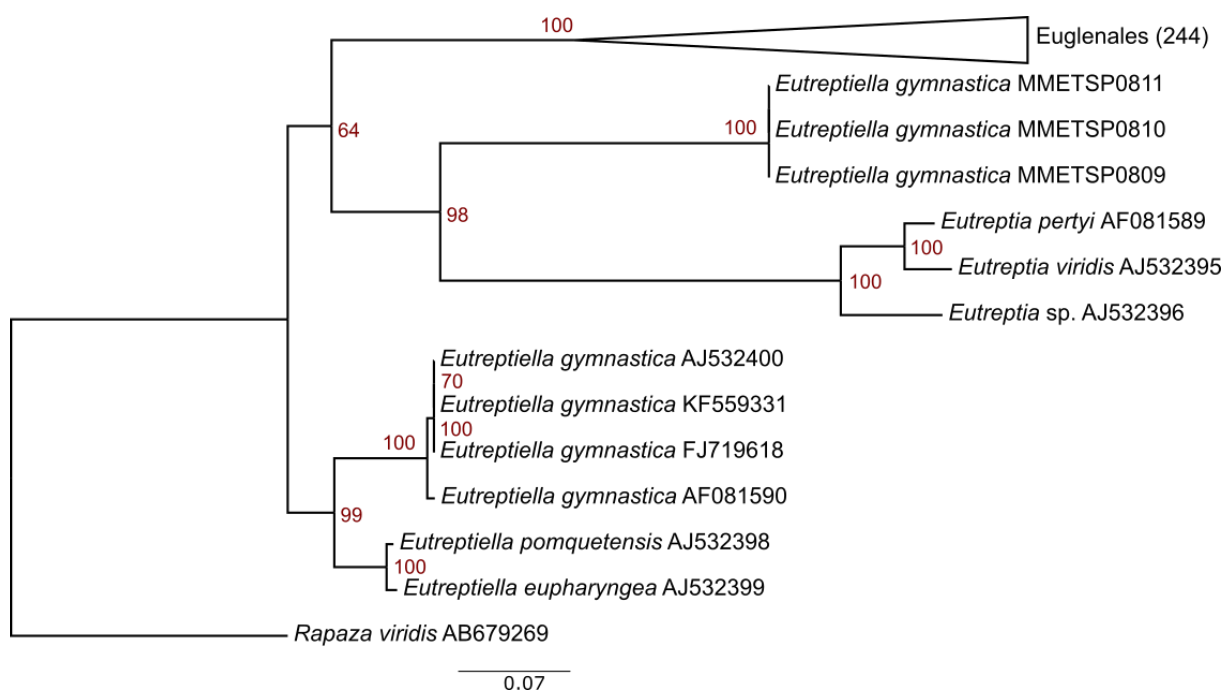 100
Euglenales (244)
Eutreptiella gymnastica MMETSP0811
100
Eutreptiella gymnastica MMETSP0810
64
Eutreptiella gymnastica MMETSP0809
98
Eutreptia pertyi AF081589
100
Eutreptia viridis AJ532395
100
Eutreptia sp. AJ532396
Eutreptiella gymnastica AJ532400
70
Eutreptiella gymnastica KF559331
100
100
Eutreptiella gymnastica FJ719618
Eutreptiella gymnastica AF081590
99
Eutreptiella pomquetensis AJ532398
100
Eutreptiella eupharyngea AJ532399
Rapaza viridis AB679269
0.07